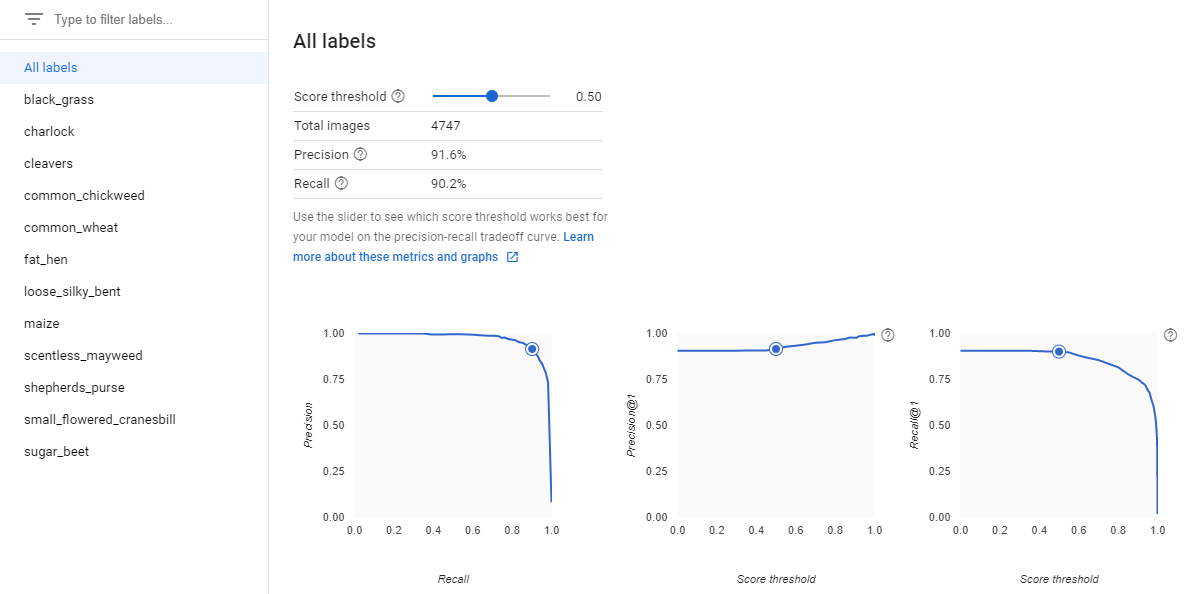 Type to filter labels...
All labels
black_grass
charlock
cleavers
common_chickweed
common_wheat
fat_hen
loose_silky_bent
maize
scentless_mayweed
shepherds_purse
small_flowered_cranesbill
sugar_beet
All labels
Score threshold ? 0.50
Total images 4747
Precision ? 91.6%
Recall ? 90.2%
Use the slider to see which score threshold works best for
your model on the precision-recall tradeoff curve. Learn
more about these metrics and graphs
1.00
0.75
0.50
0.25
0.00
Precision
0.0 0.2 0.4 0.6 0.8 1.0
Recall
1.00
0.75
0.50
0.25
0.00
Precision@1
0.0 0.2 0.4 0.6 0.8 1.0
Score threshold
?
1.00
0.75
0.50
0.25
0.00
Recall@1
0.0 0.2 0.4 0.6 0.8 1.0
Score threshold
?